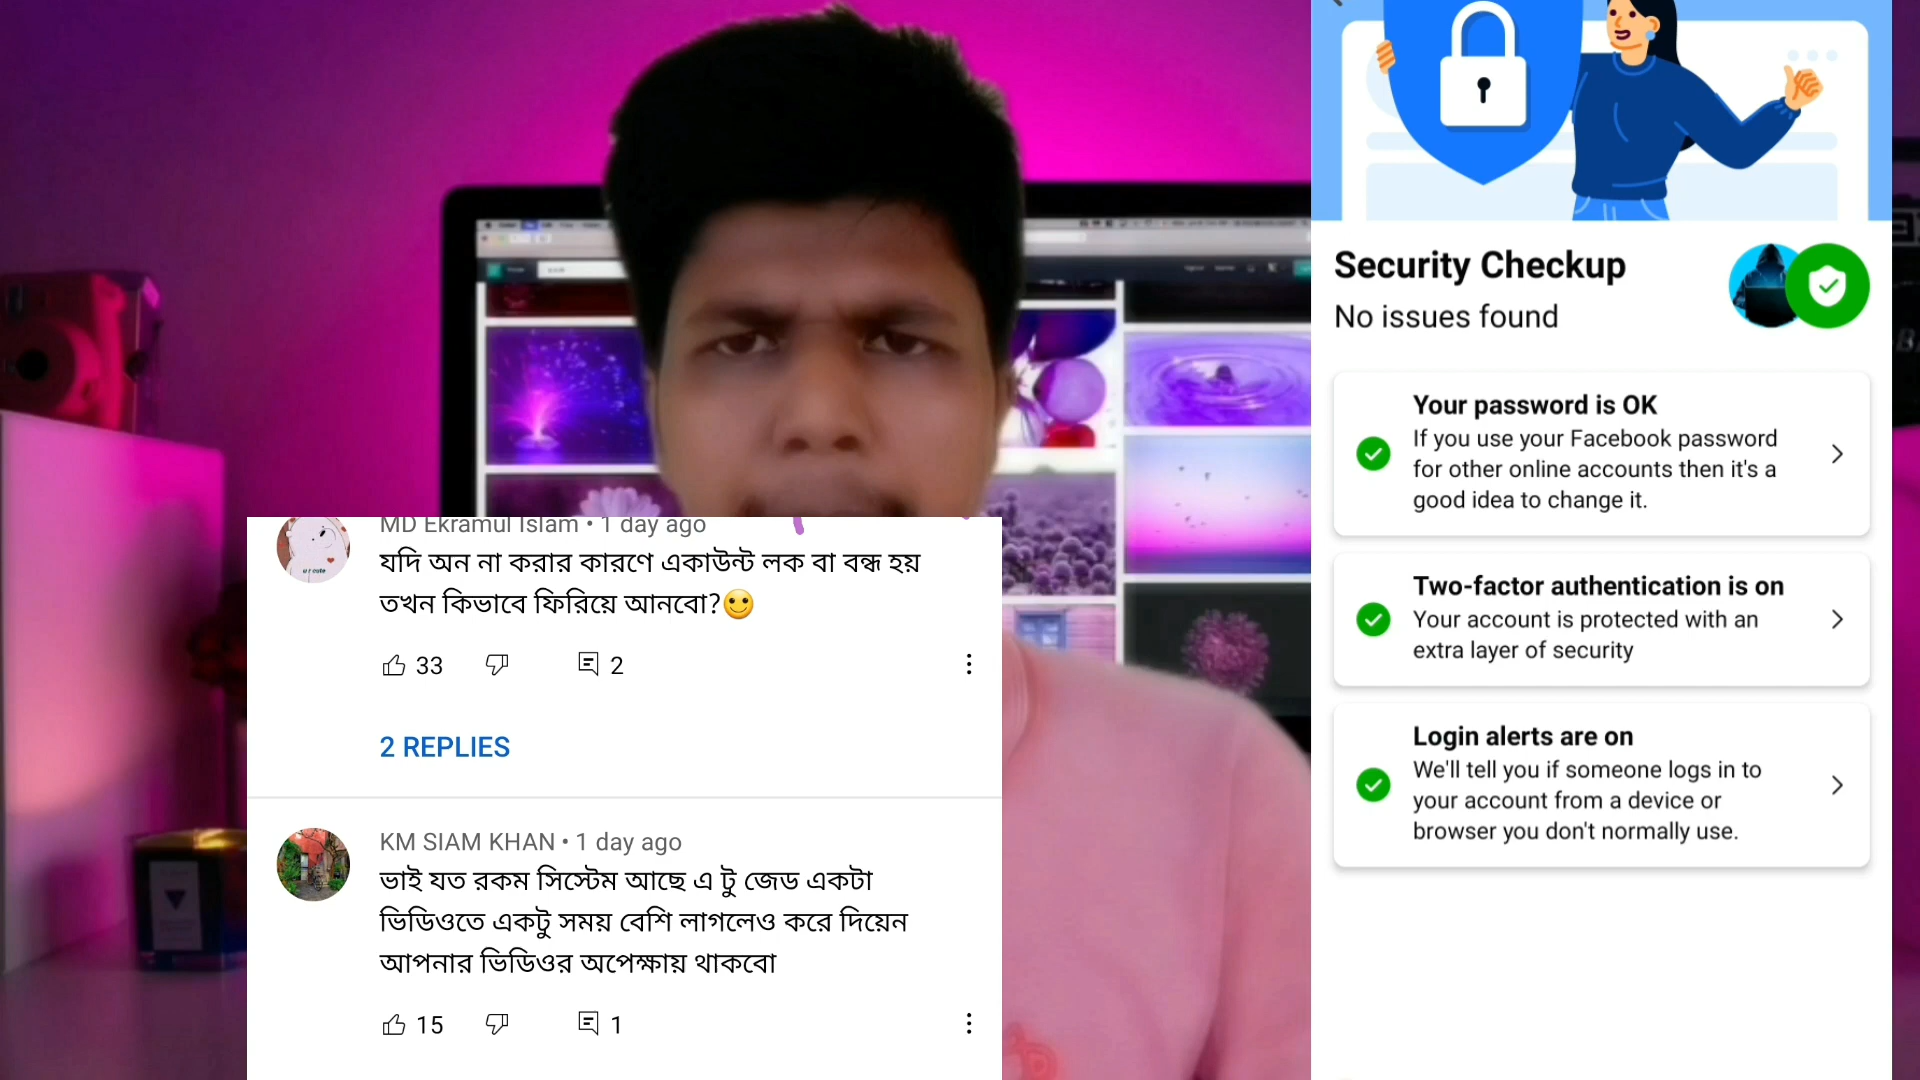 MD Ekramul Islam • 1 day ago
যদি অন না করার কারণে একাউন্ট লক বা বন্ধ হয়
তখন কিভাবে ফিরিয়ে আনবো?🙂
33
2
2 REPLIES
KM SIAM KHAN • 1 day ago
ভাই যত রকম সিস্টেম আছে এ টু জেড একটা
ভিডিওতে একটু সময় বেশি লাগলেও করে দিয়েন
আপনার ভিডিওর অপেক্ষায় থাকবো
15
1
Security Checkup
No issues found
Your password is OK
If you use your Facebook password
for other online accounts then it's a
good idea to change it.
Two-factor authentication is on
Your account is protected with an
extra layer of security
Login alerts are on
We'll tell you if someone logs in to
your account from a device or
browser you don't normally use.